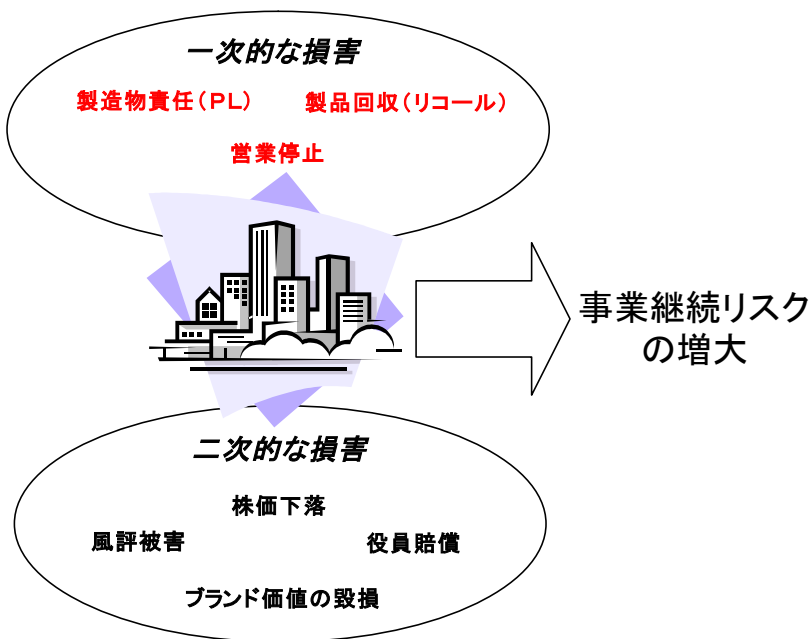 一次的な損害
製造物責任(PL) 製品回収(リコール)
営業停止
事業継続リスク
の増大
二次的な損害
株価下落
風評被害 役員賠償
ブランド価値の毀損